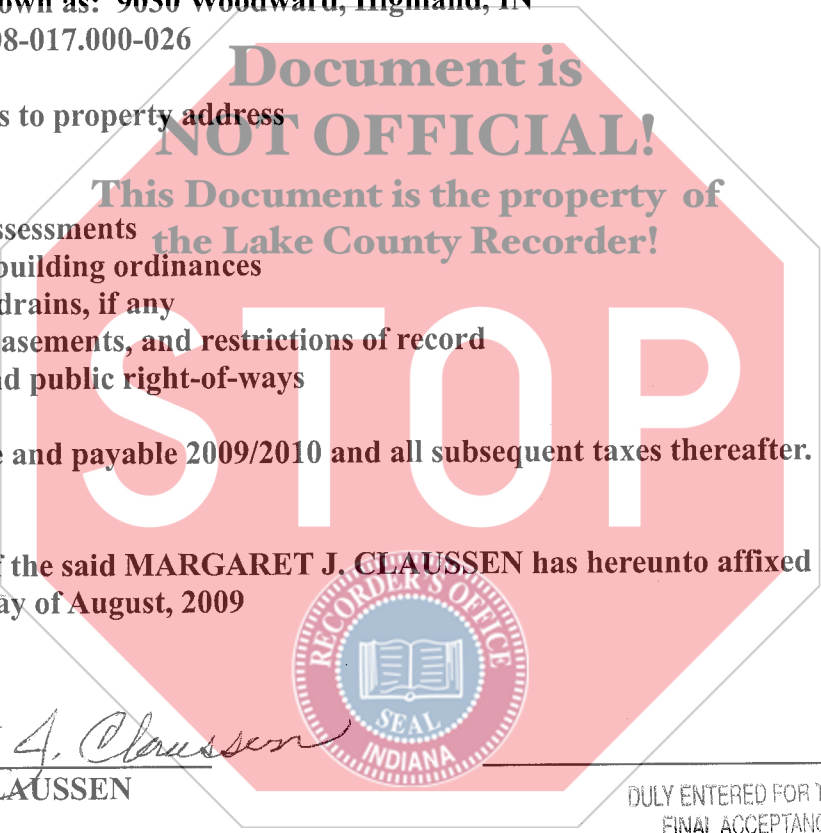 own as: 9050 Woodward, Highland, IN
98-017.000-026
Document is
s to property address
NOT OFFICIAL!
This Document is the property of
ssessments
the Lake County Recorder!
building ordinances
drains, if any
asements, and restrictions of record
nd public right-of-ways
STOP
e and payable 2009/2010 and all subsequent taxes thereafter.
f the said MARGARET J. CLAUSSEN has hereunto affixed
ay of August, 2009
RECORDER'S OFFICE
SEAL
INDIANA
J. Claussen
LAUSSEN
DULY ENTERED FOR T
FINAL ACCEPTANC